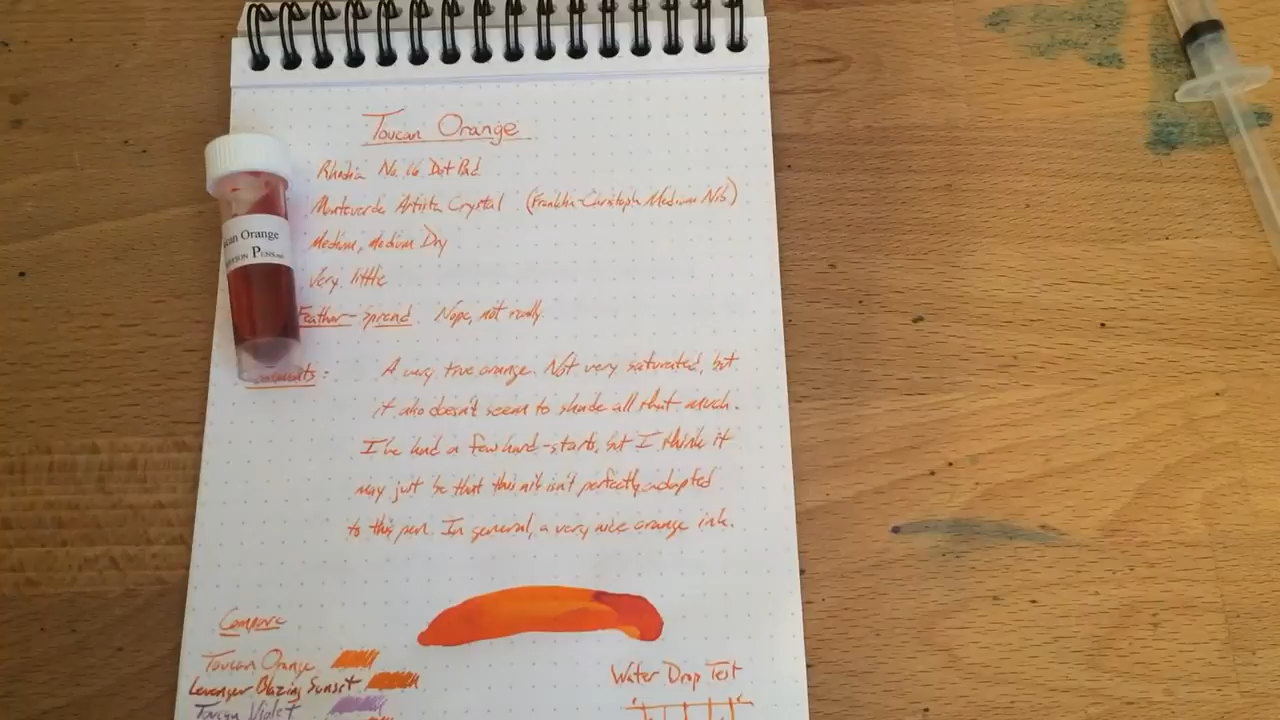 Toucan Orange
Rhodia No. 16 Dot Pad
Monteverde Artista Crystal (Franklin-Christoph Medium Nib)
can Orange
Pens
Medium, Medium Dry
Very little
Feather-Spread Nope, not really.
A very true orange. Not very saturated, but
it also doesn't seem to shade all that much.
I've had a few hard-starts, but I think it
may just be that this nib isn't perfectly adapted
to this pen. In general, a very nice orange ink.
Compare
Toucan Orange
Levenger Blazing Sunset
Toucan Violet
Water Drop Test